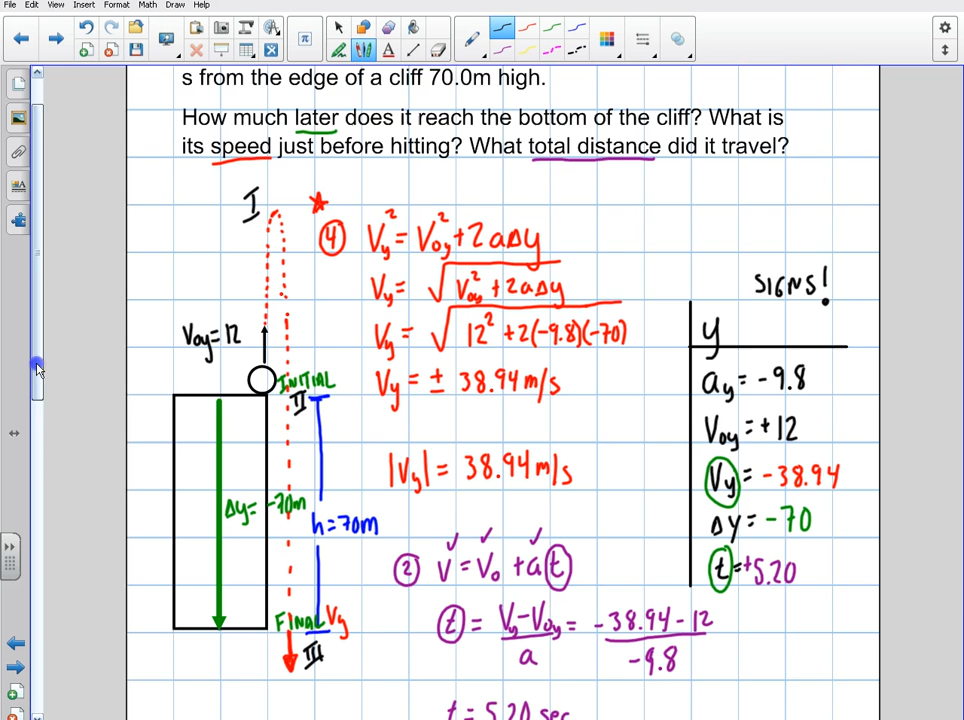 File Edit View Insert Format Math Draw Help
s from the edge of a cliff 70.0m high.
How much later does it reach the bottom of the cliff? What is
its speed just before hitting? What total distance did it travel?
I
④ Vy² = Voy² + 2aΔy
Vy = √Voy² + 2aΔy
Vy = √12² + 2(-9.8)(-70)
Vy = ± 38.94 m/s
|Vy| = 38.94 m/s
② v = v₀ + at
t = Vy-Voy/a = -38.94 - 12/-9.8
t = 5.20 sec
Voy = 12
INITIAL
II
Δy = -70m
h = 70m
FINAL Vy
III
SIGNS!
y
ay = -9.8
Voy = +12
Vy = -38.94
Δy = -70
t = +5.20